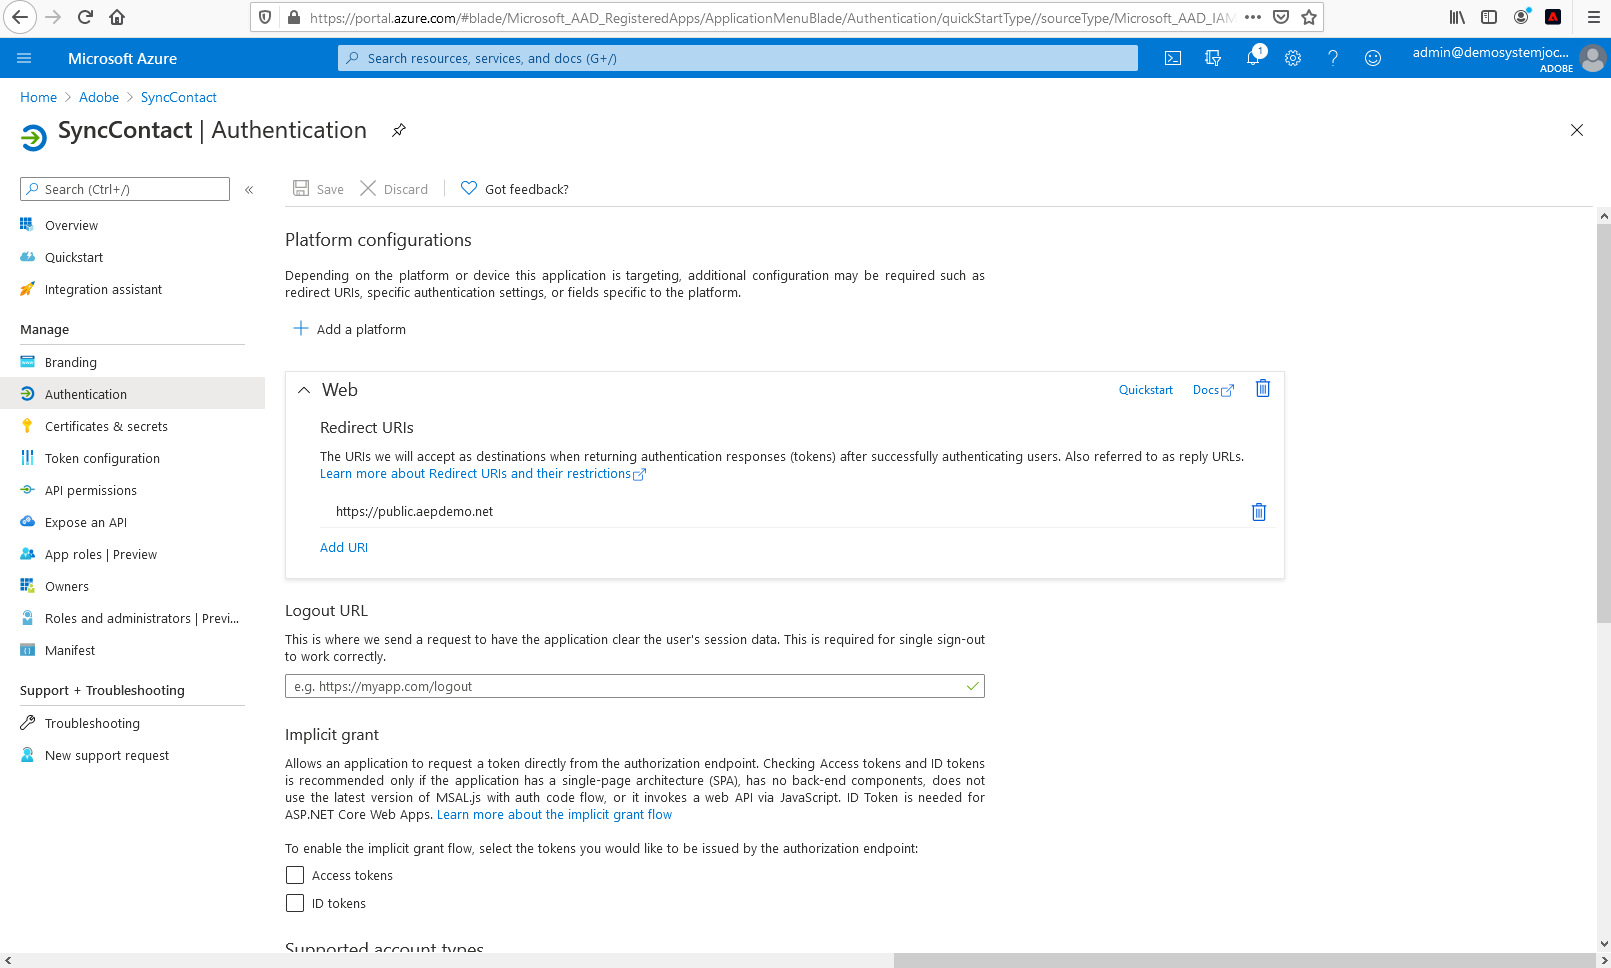 https://portal.azure.com/#blade/Microsoft_AAD_RegisteredApps/ApplicationMenuBlade/Authentication/quickStartType//sourceType/Microsoft_AAD_IAM
Microsoft Azure
Search resources, services, and docs (G+/)
1
admin@demosystemjoc...
ADOBE
Home > Adobe > SyncContact
SyncContact | Authentication
Search (Ctrl+/)
«
Save
Discard
Got feedback?
Overview
Quickstart
Integration assistant
Manage
Branding
Authentication
Certificates & secrets
Token configuration
API permissions
Expose an API
App roles | Preview
Owners
Roles and administrators | Previ...
Manifest
Support + Troubleshooting
Troubleshooting
New support request
Platform configurations
Depending on the platform or device this application is targeting, additional configuration may be required such as
redirect URIs, specific authentication settings, or fields specific to the platform.
Add a platform
Web
Quickstart
Docs
Redirect URIs
The URIs we will accept as destinations when returning authentication responses (tokens) after successfully authenticating users. Also referred to as reply URLs.
Learn more about Redirect URIs and their restrictions
https://public.aepdemo.net
Add URI
Logout URL
This is where we send a request to have the application clear the user's session data. This is required for single sign-out
to work correctly.
e.g. https://myapp.com/logout
Implicit grant
Allows an application to request a token directly from the authorization endpoint. Checking Access tokens and ID tokens
is recommended only if the application has a single-page architecture (SPA), has no back-end components, does not
use the latest version of MSAL.js with auth code flow, or it invokes a web API via JavaScript. ID Token is needed for
ASP.NET Core Web Apps. Learn more about the implicit grant flow
To enable the implicit grant flow, select the tokens you would like to be issued by the authorization endpoint:
Access tokens
ID tokens
Supported account types